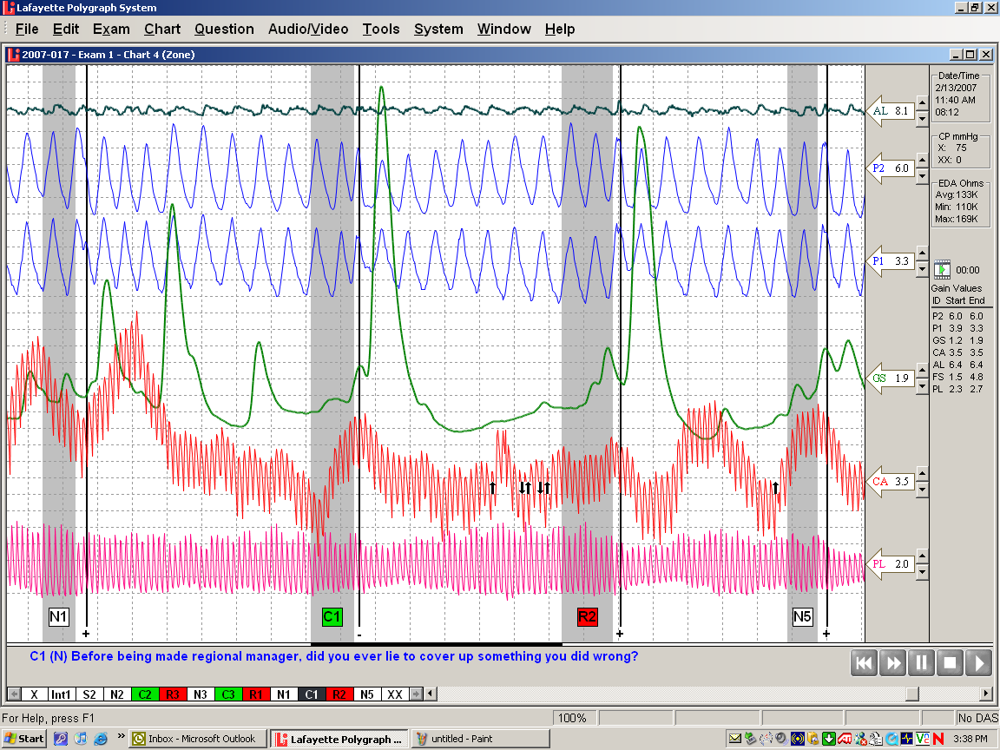 Lafayette Polygraph System
File Edit Exam Chart Question Audio/Video Tools System Window Help
2007-017 - Exam 1 - Chart 4 (Zone)
AL 8.1
P2 6.0
P1 3.3
GS 1.9
CA 3.5
PL 2.0
Date/Time
2/13/2007
11:40 AM
08:12
CP mmHg
X: 75
XX: 0
EDA Ohms
Avg:133K
Min: 110K
Max:169K
00:00
Gain Values
ID Start End
P2 6.0 6.0
P1 3.9 3.3
GS 1.2 1.9
CA 3.5 3.5
AL 6.4 6.4
FS 1.5 4.8
PL 2.3 2.7
N1 C1 R2 N5
+ - + +
C1 (N) Before being made regional manager, did you ever lie to cover up something you did wrong?
X Int1 S2 N2 C2 R3 N3 C3 R1 N1 C1 R2 N5 XX
For Help, press F1
100%
No DAS
Start
»
Inbox - Microsoft Outlook
Lafayette Polygraph ...
untitled - Paint
3:38 PM